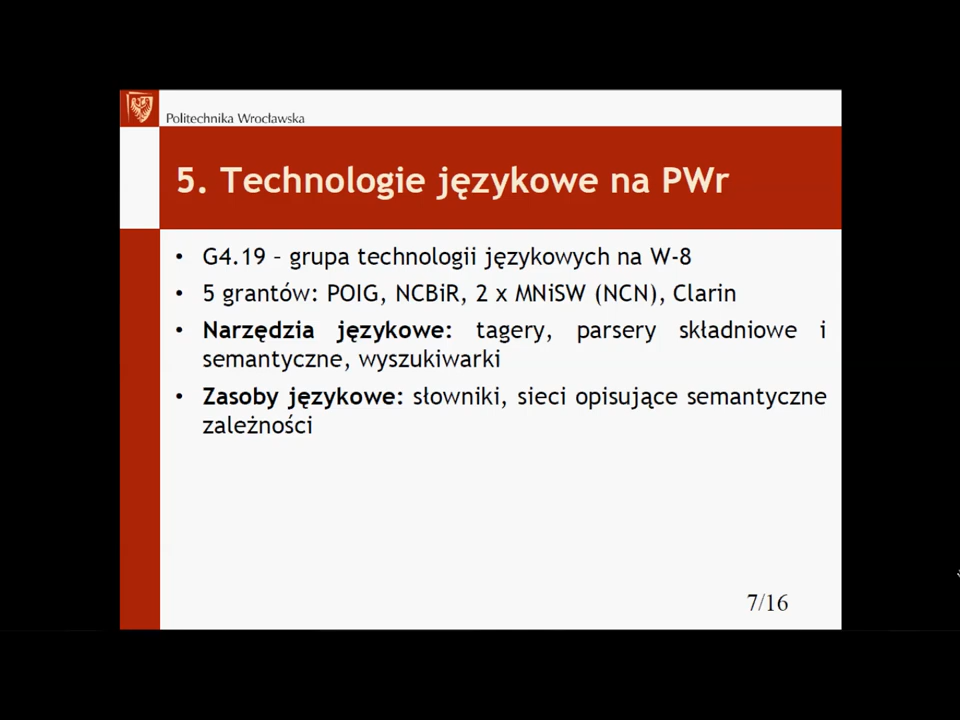 Politechnika Wrocławska
5. Technologie językowe na PWr
• G4.19 – grupa technologii językowych na W-8
• 5 grantów: POIG, NCBiR, 2 x MNiSW (NCN), Clarin
• Narzędzia językowe: tagery, parsery składniowe i
semantyczne, wyszukiwarki
• Zasoby językowe: słowniki, sieci opisujące semantyczne
zależności
7/16